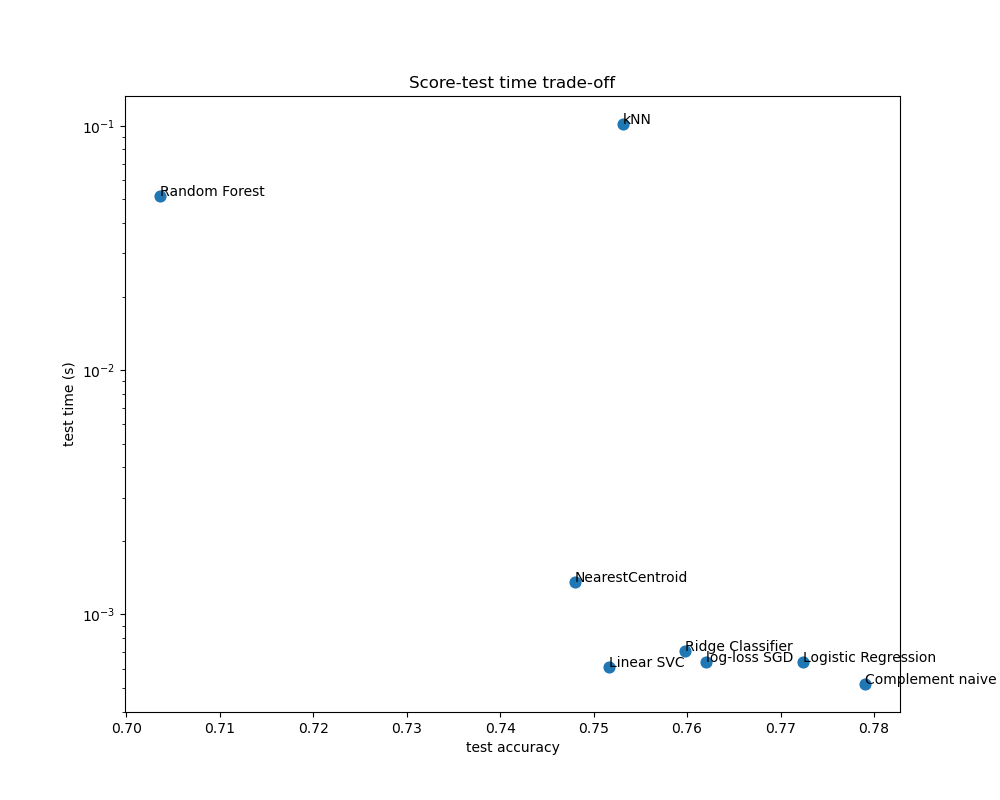 Score-test time trade-off
10⁻¹
kNN
Random Forest
10⁻²
test time (s)
NearestCentroid
10⁻³
Ridge Classifier
log-loss SGD
Logistic Regression
Linear SVC
Complement naive
0.70 0.71 0.72 0.73 0.74 0.75 0.76 0.77 0.78
test accuracy